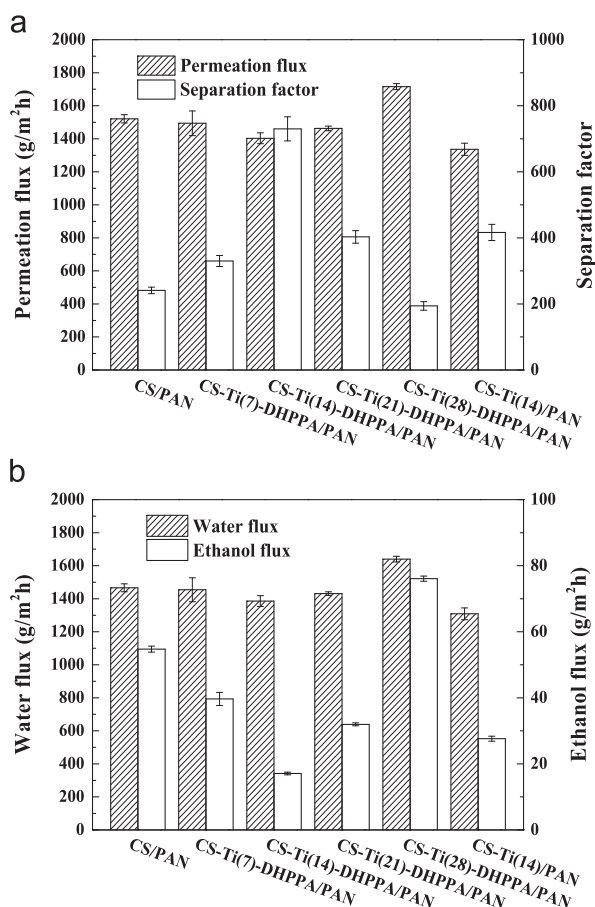 a
Permeation flux (g/m²h)
2000
1800
1600
1400
1200
1000
800
600
400
200
0
Permeation flux
Separation factor
1000
800
600
400
200
0
Separation factor
CS/PAN
CS-Ti(7)-DHPPA/PAN
CS-Ti(14)-DHPPA/PAN
CS-Ti(21)-DHPPA/PAN
CS-Ti(28)-DHPPA/PAN
CS-Ti(14)/PAN
b
Water flux (g/m²h)
2000
1800
1600
1400
1200
1000
800
600
400
200
0
Water flux
Ethanol flux
100
80
60
40
20
0
Ethanol flux (g/m²h)
CS/PAN
CS-Ti(7)-DHPPA/PAN
CS-Ti(14)-DHPPA/PAN
CS-Ti(21)-DHPPA/PAN
CS-Ti(28)-DHPPA/PAN
CS-Ti(14)/PAN